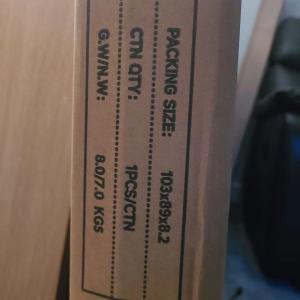 PACKING SIZE: 103x89x8.2
CTN QTY: 1PCS/CTN
G.W/N.W: 8.0/7.0 KGS